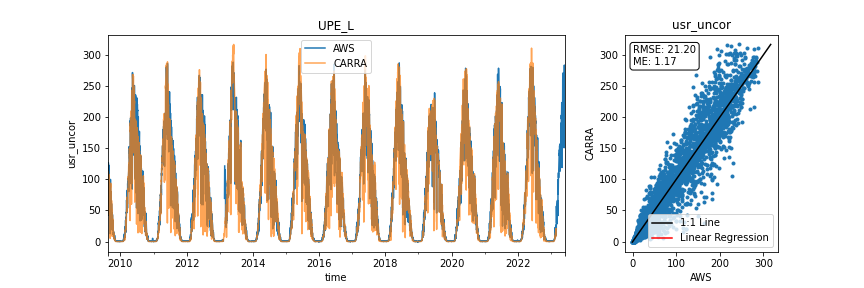 UPE_L
usr_uncor
AWS
CARRA
usr_uncor
300
250
200
150
100
50
0
2010
2012
2014
2016
2018
2020
2022
time
RMSE: 21.20
ME: 1.17
CARRA
300
250
200
150
100
50
0
1:1 Line
Linear Regression
0
100
200
300
AWS